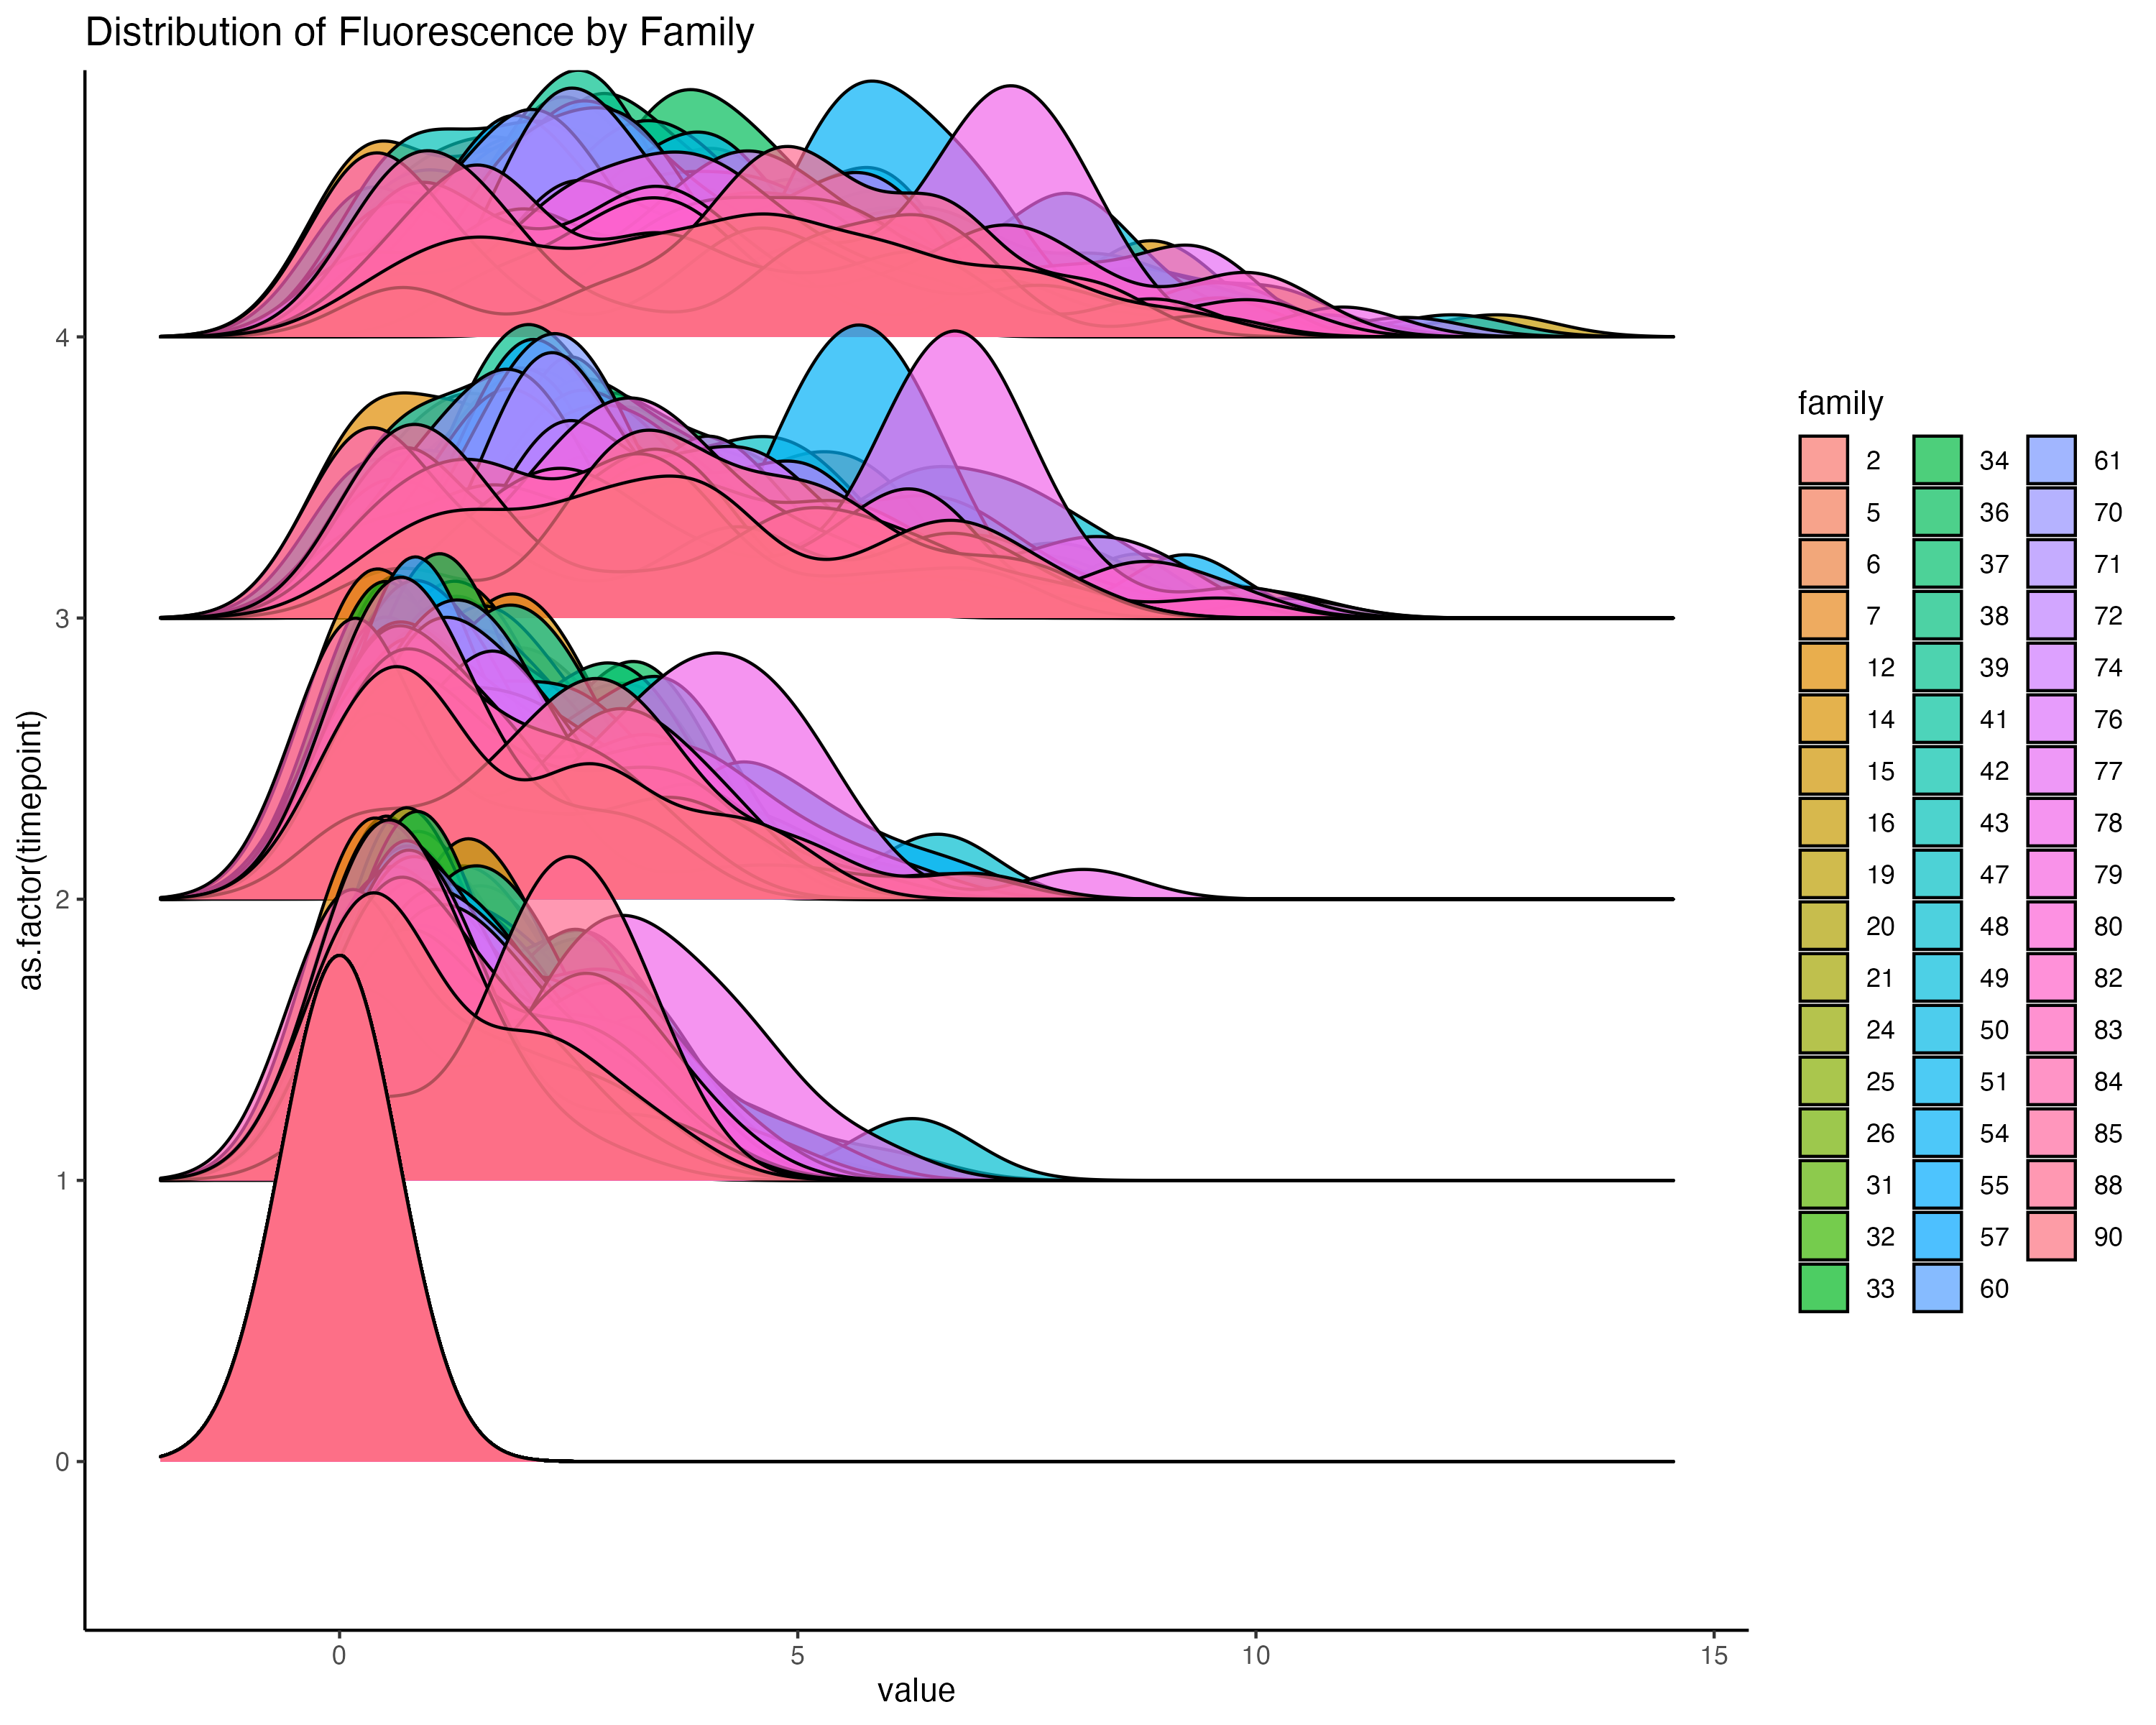 Distribution of Fluorescence by Family
as.factor(timepoint)
4
3
2
1
0
0 5 10 15
value
family
2 34 61
5 36 70
6 37 71
7 38 72
12 39 74
14 41 76
15 42 77
16 43 78
19 47 79
20 48 80
21 49 82
24 50 83
25 51 84
26 54 85
31 55 88
32 57 90
33 60